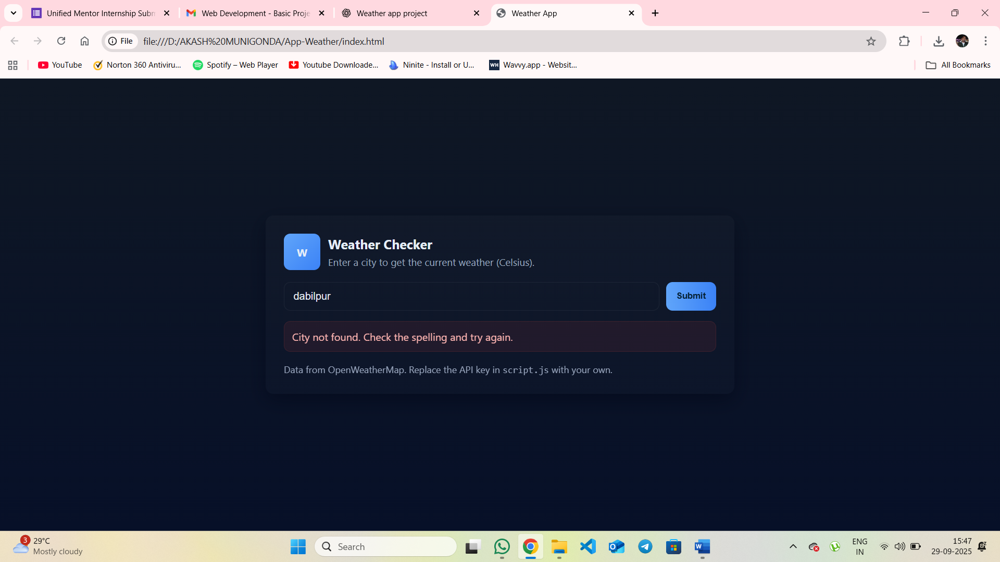 Unified Mentor Internship Subm
Web Development - Basic Proje
Weather app project
Weather App
File
file:///D:/AKASH%20MUNIGONDA/App-Weather/index.html
YouTube
Norton 360 Antiviru...
Spotify – Web Player
Youtube Downloade...
Ninite - Install or U...
WH
Wavvy.app - Websit...
All Bookmarks
W
Weather Checker
Enter a city to get the current weather (Celsius).
dabilpur
Submit
City not found. Check the spelling and try again.
Data from OpenWeatherMap. Replace the API key in script.js with your own.
3
29°C
Mostly cloudy
Search
ENG
IN
15:47
29-09-2025